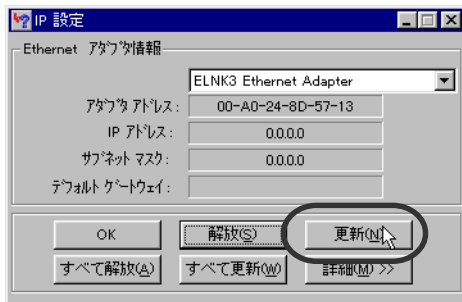 IP 設定
Ethernet ｱﾀﾞﾌﾟﾀ情報
ELNK3 Ethernet Adapter
ｱﾀﾞﾌﾟﾀ ｱﾄﾞﾚｽ : 00-A0-24-8D-57-13
IP ｱﾄﾞﾚｽ : 0.0.0.0
ｻﾌﾞﾈｯﾄ ﾏｽｸ : 0.0.0.0
ﾃﾞﾌｫﾙﾄ ｹﾞｰﾄｳｪｲ :
OK 解放(S) 更新(N)
すべて解放(A) すべて更新(W) 詳細(M) >>